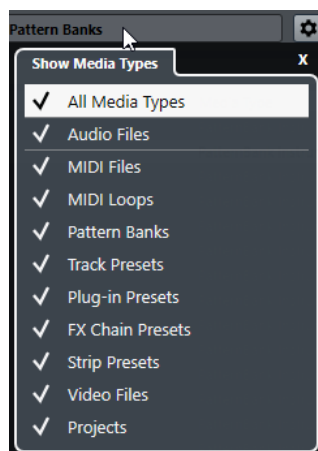 Pattern Banks
Show Media Types X
All Media Types
Audio Files
MIDI Files
MIDI Loops
Pattern Banks
Track Presets
Plug-in Presets
FX Chain Presets
Strip Presets
Video Files
Projects